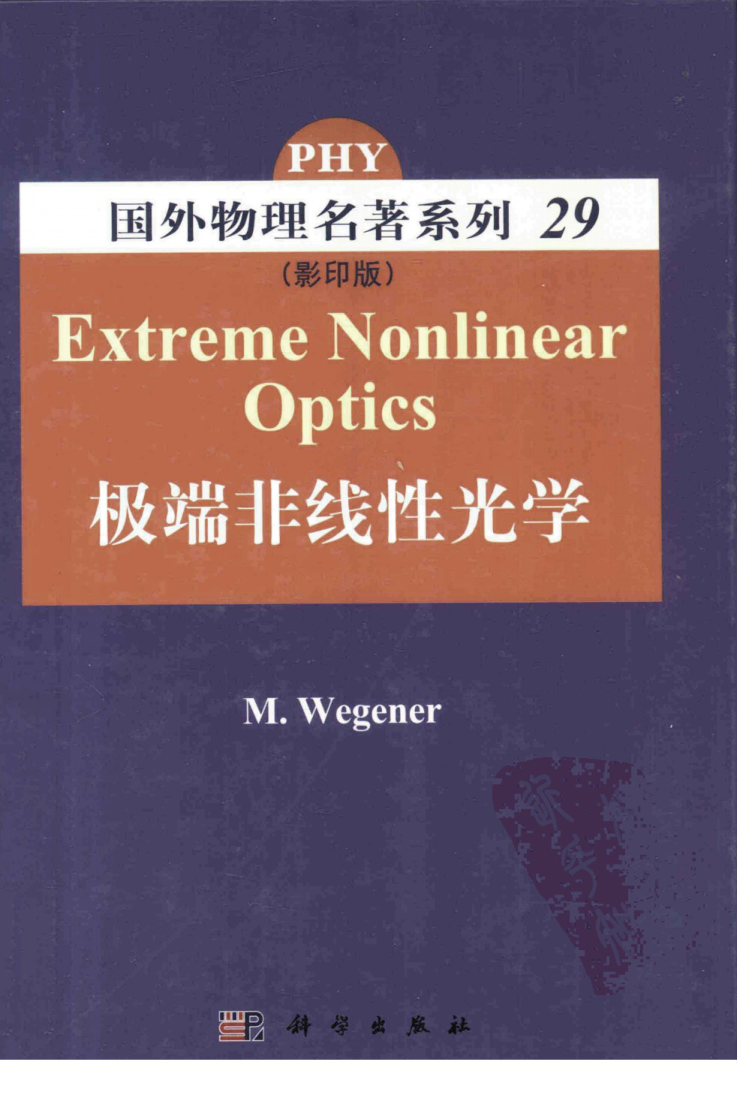 PHY
国外物理名著系列 29
(影印版)
Extreme Nonlinear
Optics
极端非线性光学
M. Wegener
科学出版社